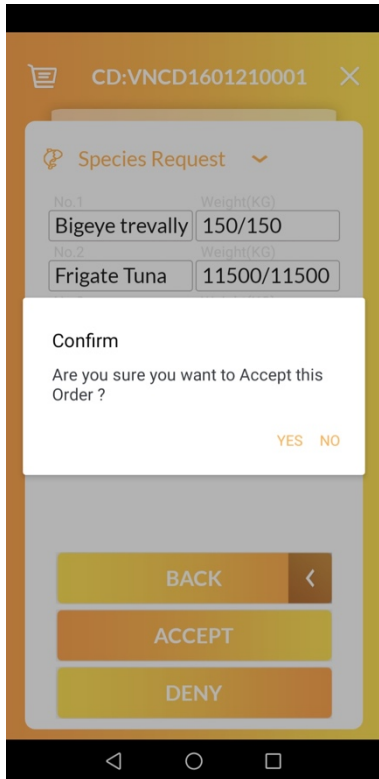 CD:VNCD1601210001
Species Request
No.1 Weight(KG)
Bigeye trevally 150/150
No.2 Weight(KG)
Frigate Tuna 11500/11500
Confirm
Are you sure you want to Accept this
Order ?
YES NO
BACK
ACCEPT
DENY